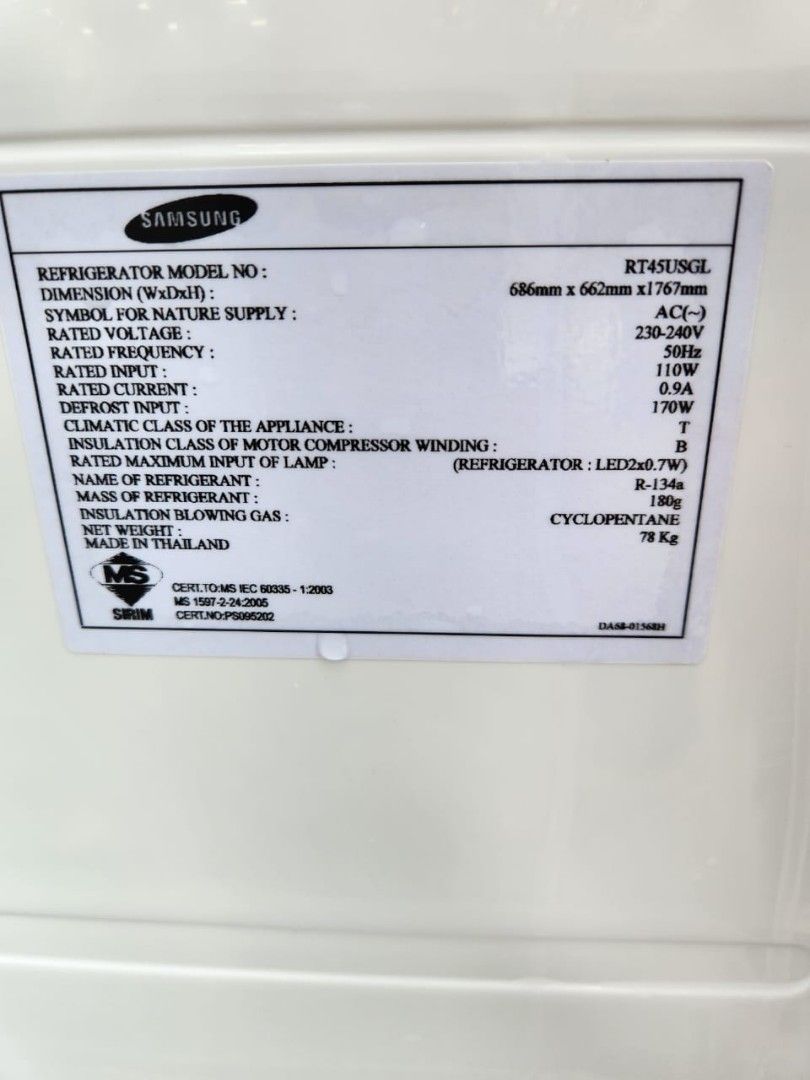 SAMSUNG
REFRIGERATOR MODEL NO : RT45USGL
DIMENSION (WxDxH) : 686mm x 662mm x1767mm
SYMBOL FOR NATURE SUPPLY : AC(~)
RATED VOLTAGE : 230-240V
RATED FREQUENCY : 50Hz
RATED INPUT : 110W
RATED CURRENT : 0.9A
DEFROST INPUT : 170W
CLIMATIC CLASS OF THE APPLIANCE : T
INSULATION CLASS OF MOTOR COMPRESSOR WINDING : B
RATED MAXIMUM INPUT OF LAMP : (REFRIGERATOR : LED2x0.7W)
NAME OF REFRIGERANT : R-134a
MASS OF REFRIGERANT : 180g
INSULATION BLOWING GAS : CYCLOPENTANE
NET WEIGHT : 78 Kg
MADE IN THAILAND
MS
SIRIM
CERT.TO:MS IEC 60335 - 1:2003
MS 1597-2-24:2005
CERT.NO:PS095202
DA68-01568H